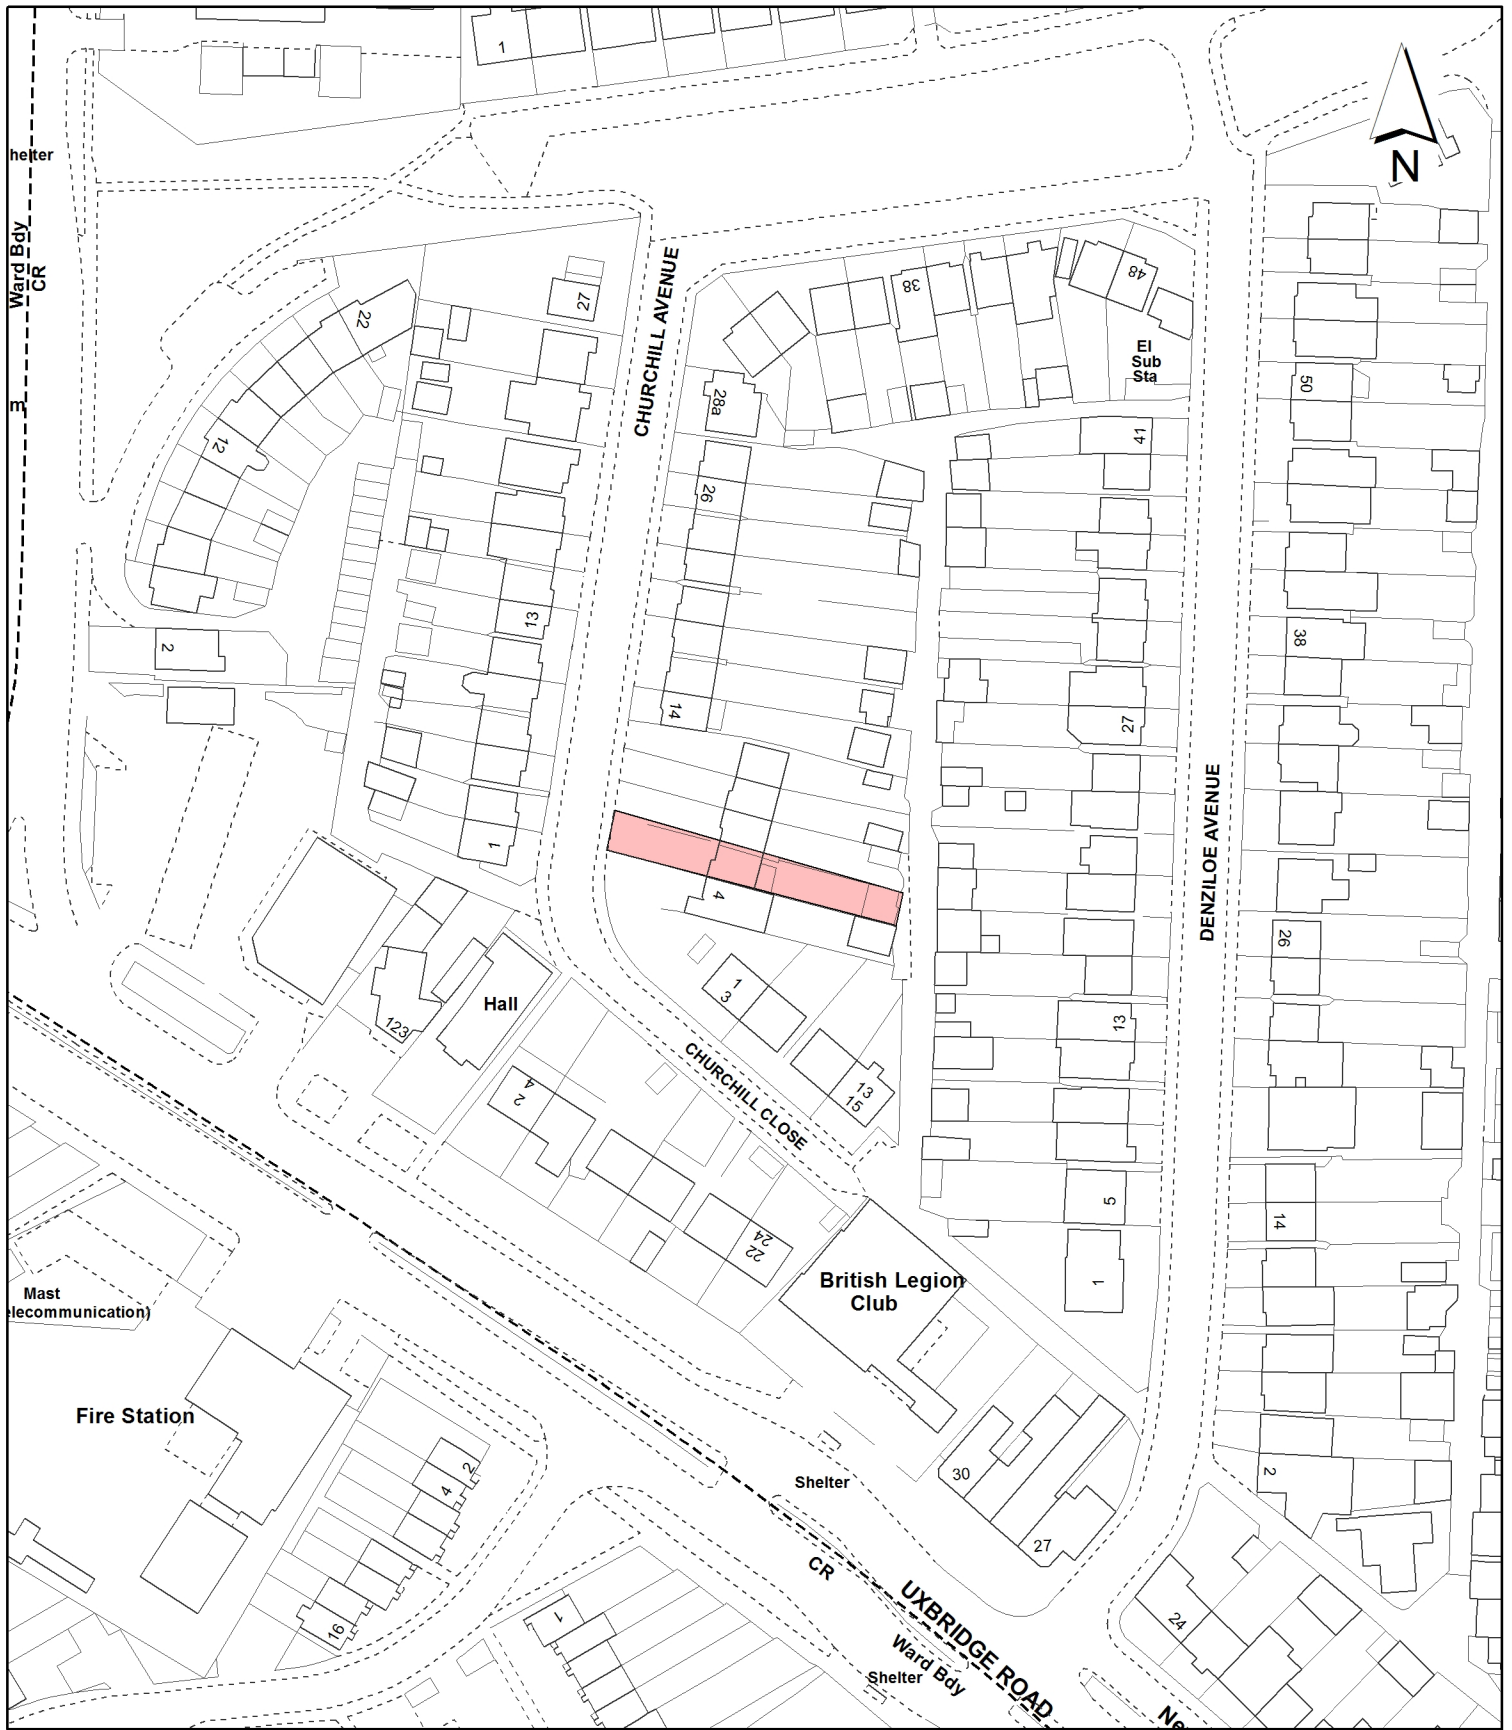 1
helter
N
Ward Bdy
CR
CHURCHILL AVENUE
27
48
38
22
El
Sub
Sta
50
m
28a
41
12
26
13
38
2
14
27
DENZILOE AVENUE
1
4
26
1
3
Hall
123
13
CHURCHILL CLOSE
2
4
13
15
5
14
24
22
British Legion
Club
1
Mast
elecommunication)
Fire Station
2
4
30
2
Shelter
27
CR
UXBRIDGE ROAD
1
16
24
Ward Bdy
Shelter
Ne